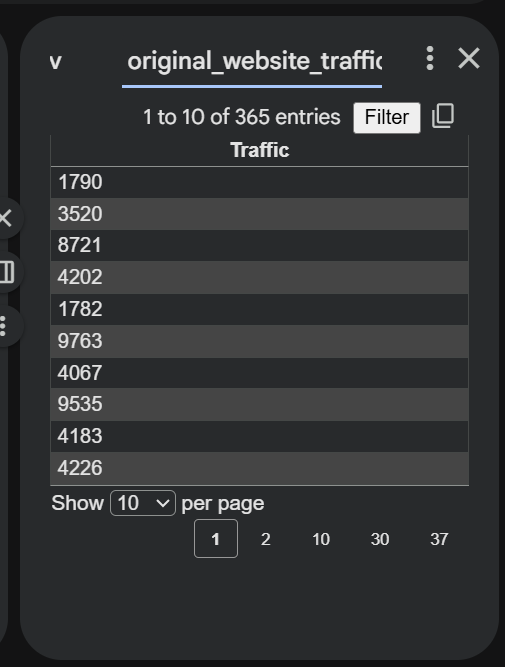 v original_website_traffic
1 to 10 of 365 entries Filter
Traffic
1790
3520
8721
4202
1782
9763
4067
9535
4183
4226
Show 10 per page
1 2 10 30 37